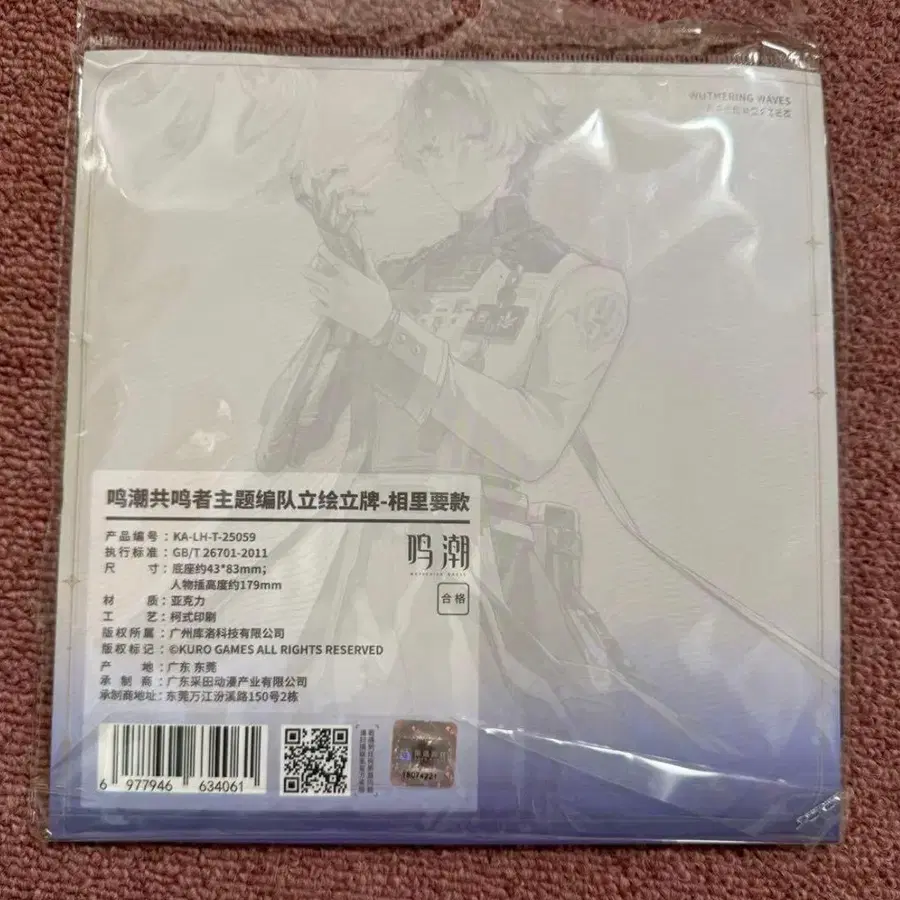 WUTHERING WAVES
鸣潮共鸣者主题编队立绘立牌-相里要款
产品编号：KA-LH-T-25059
执行标准：GB/T 26701-2011
尺 寸：底座约43*83mm；
人物插高度约179mm
材 质：亚克力
工 艺：柯式印刷
版权所属：广州库洛科技有限公司
版权标记：©KURO GAMES ALL RIGHTS RESERVED
产 地：广东 东莞
承 制 商：广东采田动漫产业有限公司
承制商地址：东莞万江汾溪路150号2栋
鸣潮
合格
6 977946 634061
18074221